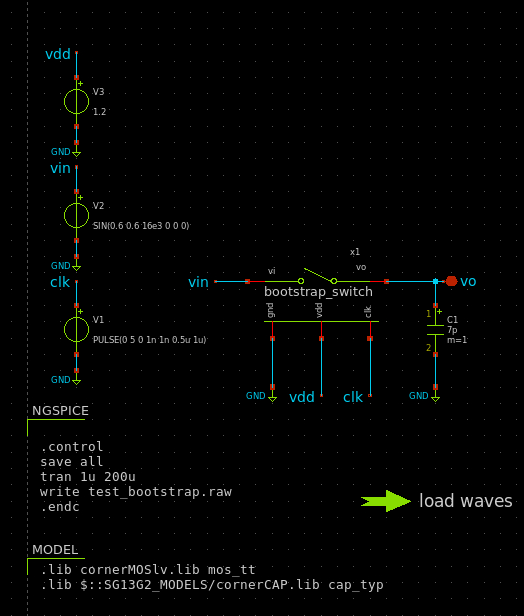 vdd
V3
1.2
GND
vin
V2
SIN(0.6 0.6 16e3 0 0 0)
GND
clk
V1
PULSE(0 5 0 1n 1n 0.5u 1u)
GND
x1
vi
vo
vin
vo
bootstrap_switch
gnd
vdd
clk
1
C1
7p
m=1
2
GND
vdd
clk
GND
NGSPICE
.control
save all
tran 1u 200u
write test_bootstrap.raw
.endc
load waves
MODEL
.lib cornerMOSlv.lib mos_tt
.lib $::SG13G2_MODELS/cornerCAP.lib cap_typ